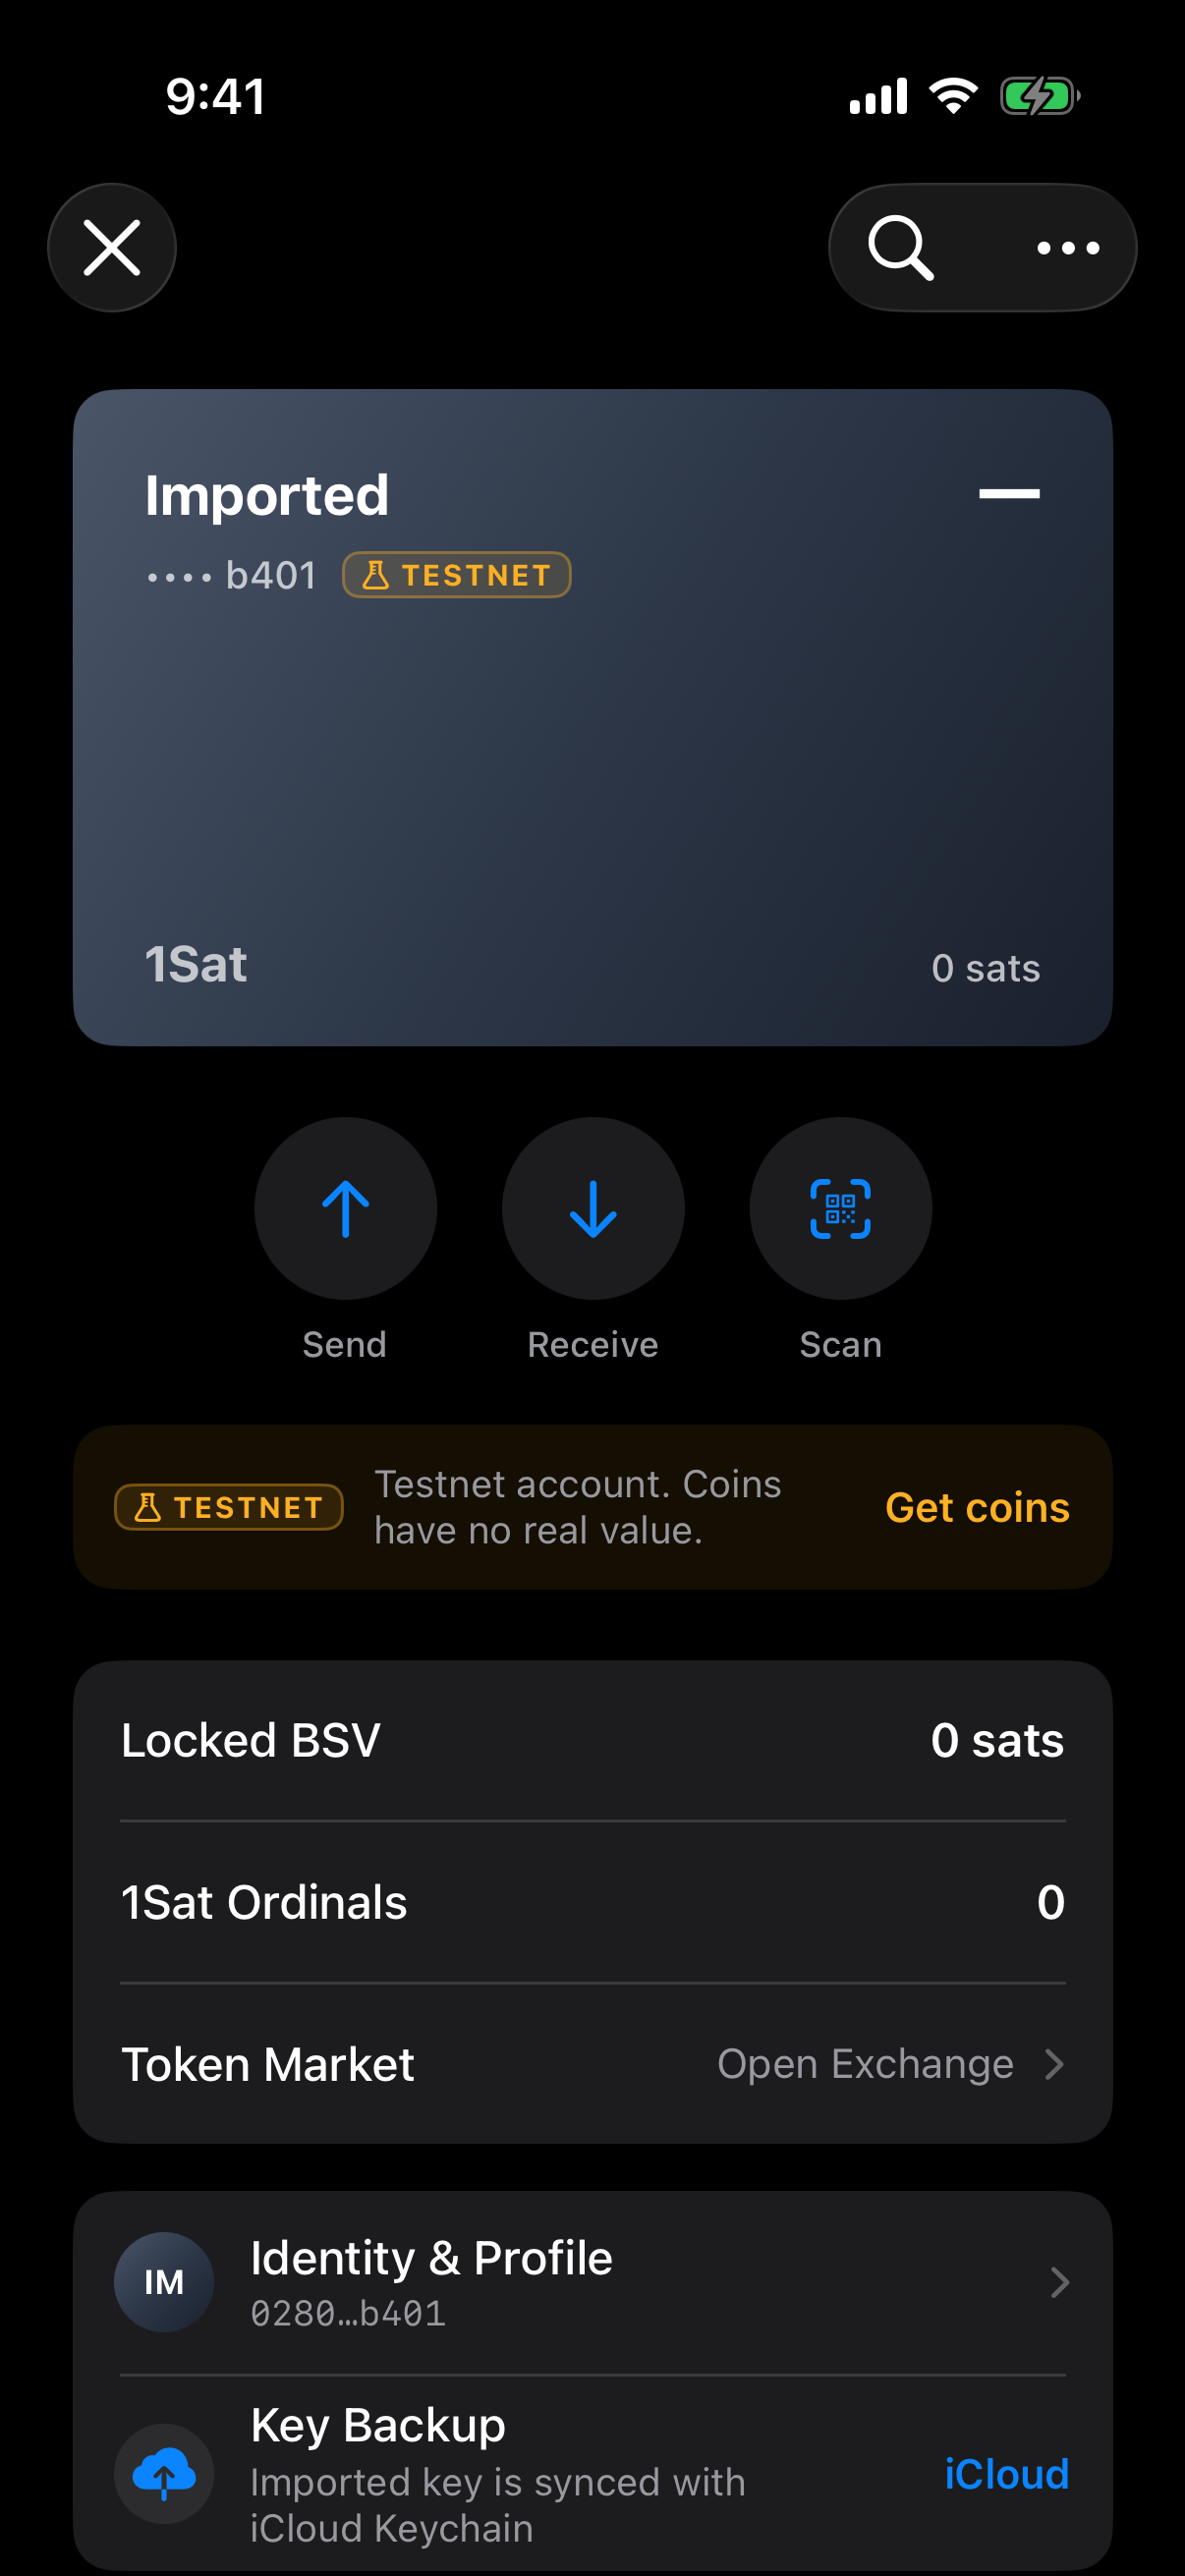 9:41
Imported
—
•••• b401 TESTNET
1Sat
0 sats
Send
Receive
Scan
TESTNET
Testnet account. Coins
have no real value.
Get coins
Locked BSV
0 sats
1Sat Ordinals
0
Token Market
Open Exchange
IM
Identity & Profile
0280…b401
Key Backup
Imported key is synced with
iCloud Keychain
iCloud